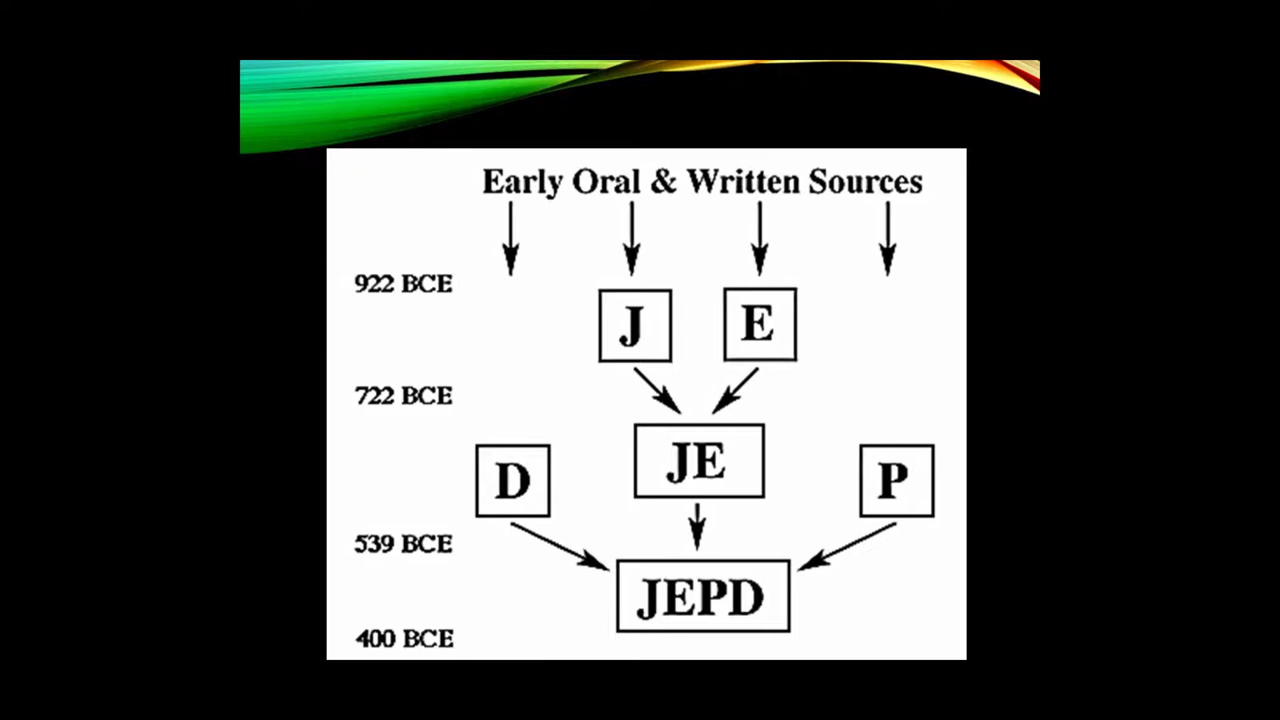 Early Oral & Written Sources
922 BCE
J E
722 BCE
JE
D P
539 BCE
JEPD
400 BCE